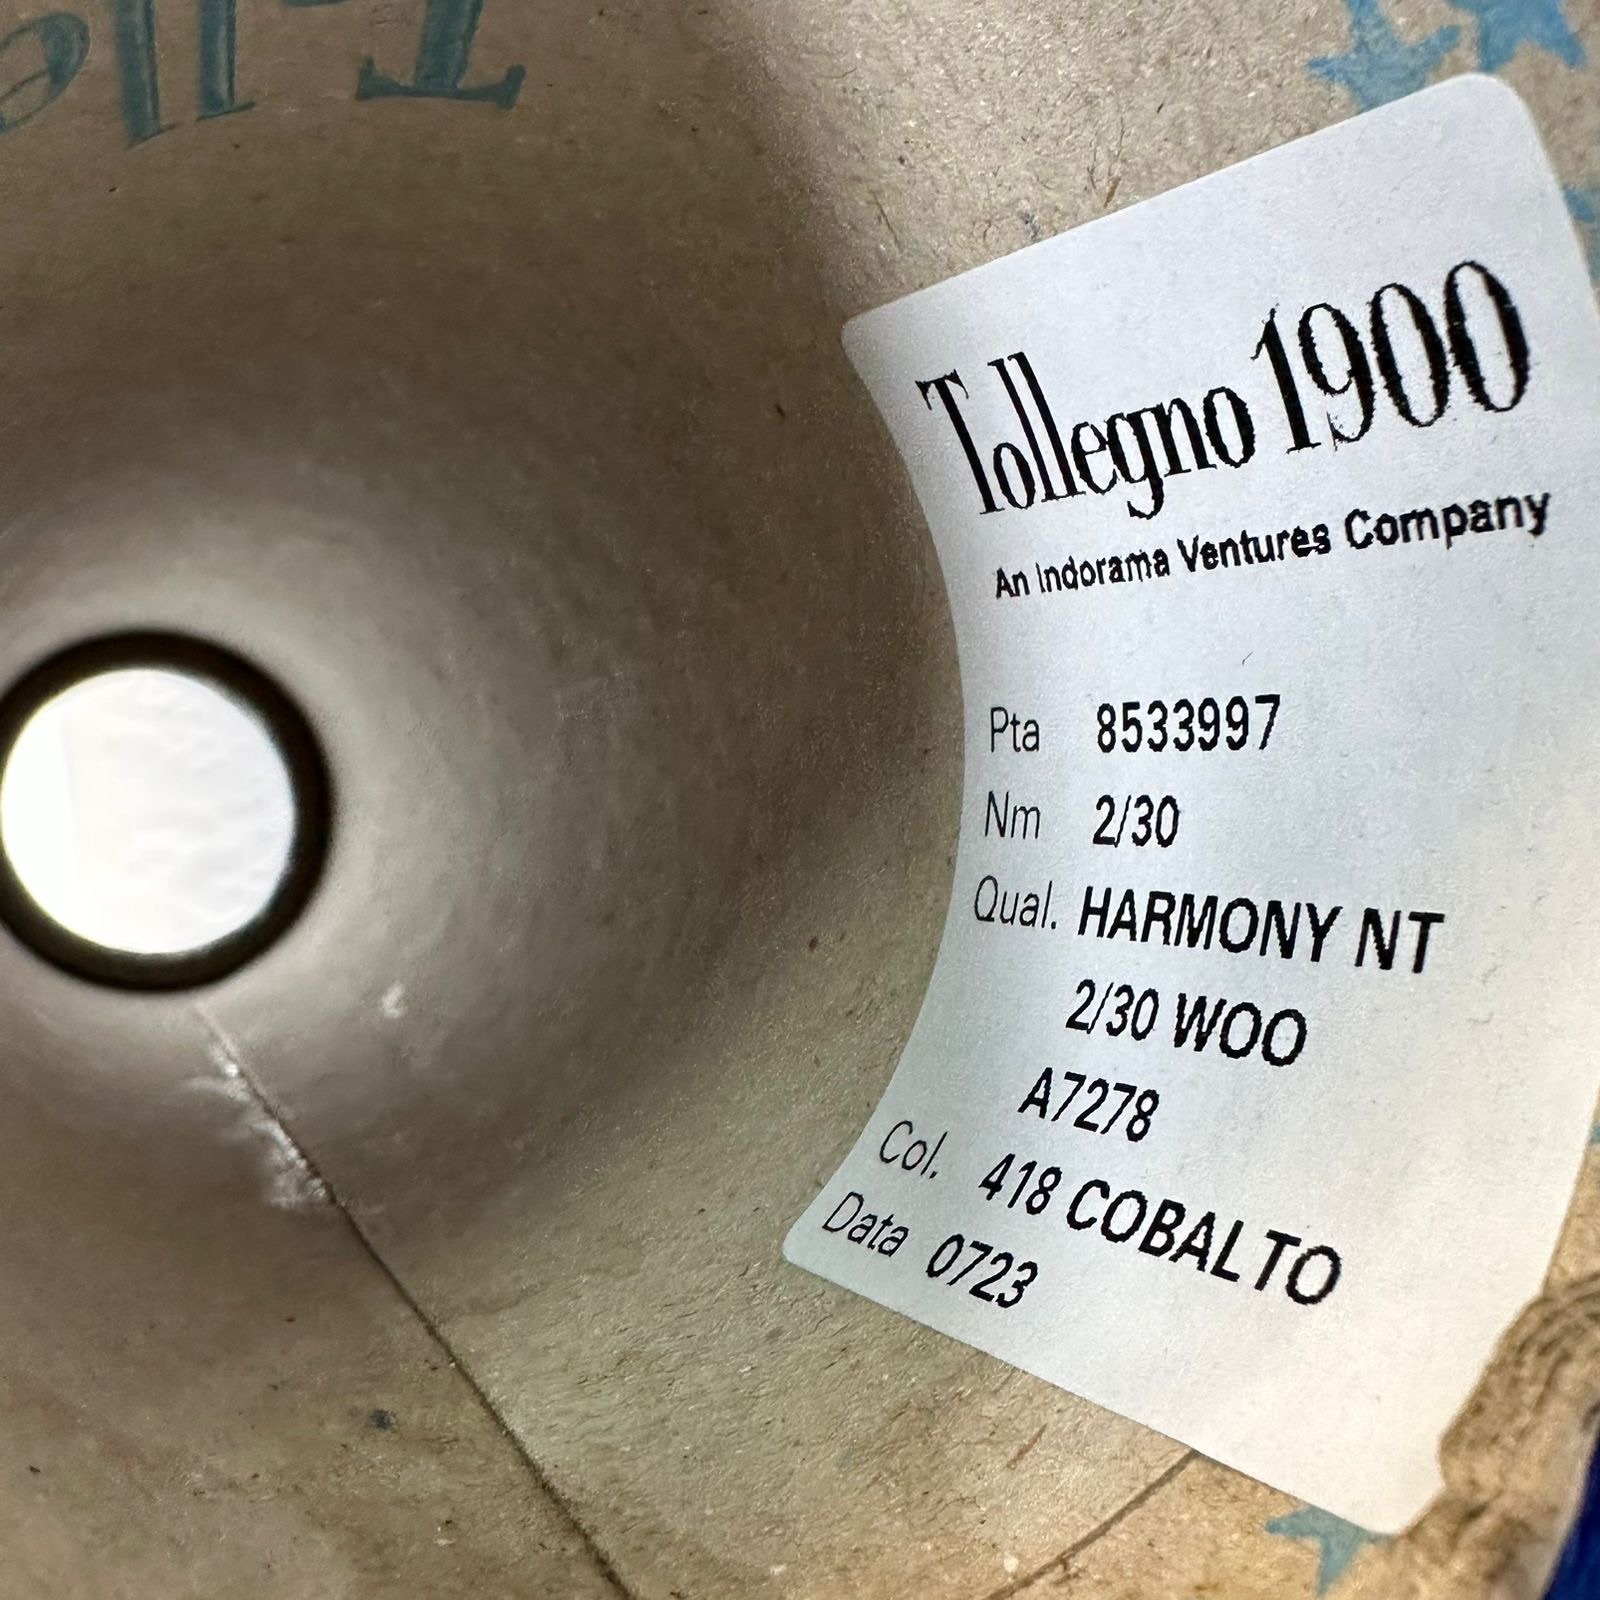 Tolle
Tollegno 1900
An Indorama Ventures Company
Pta 8533997
Nm 2/30
Qual. HARMONY NT
2/30 WOO
A7278
Col. 418 COBALTO
Data 0723